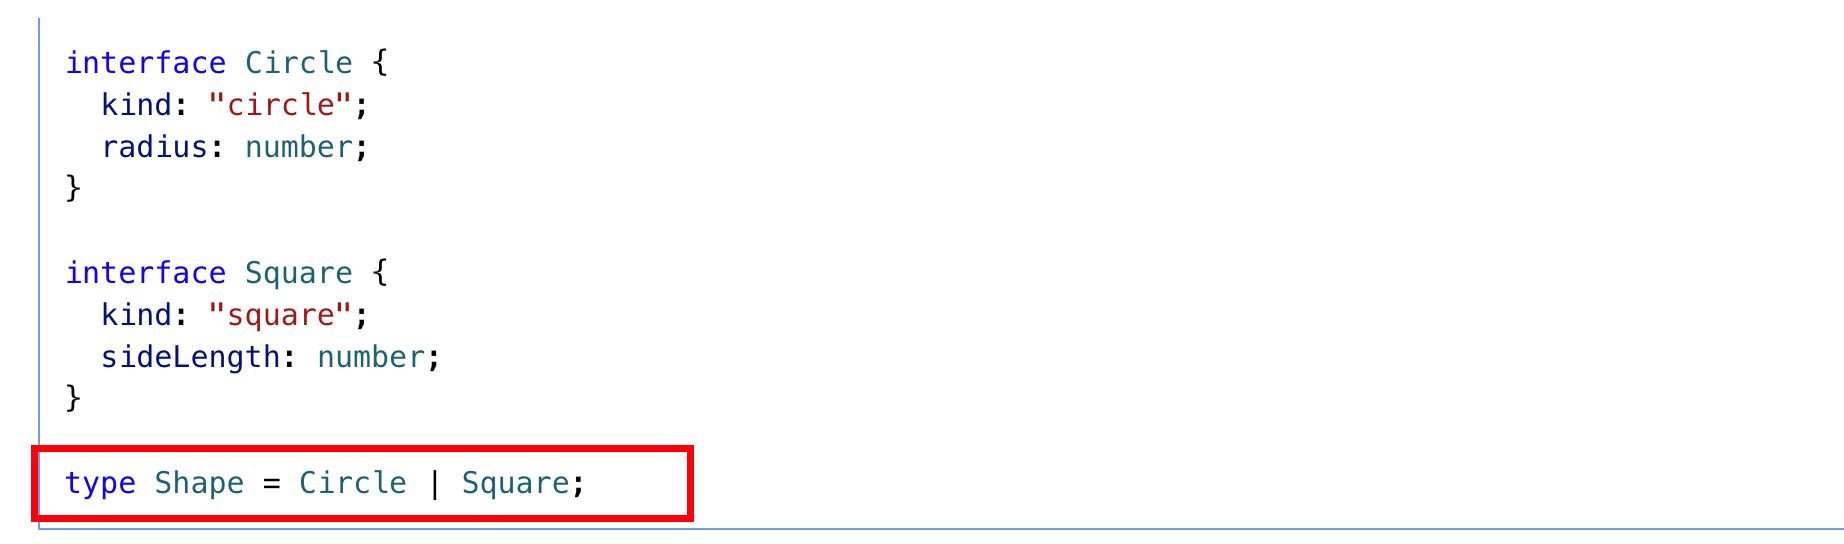 interface Circle {
  kind: "circle";
  radius: number;
}
interface Square {
  kind: "square";
  sideLength: number;
}
type Shape = Circle | Square;